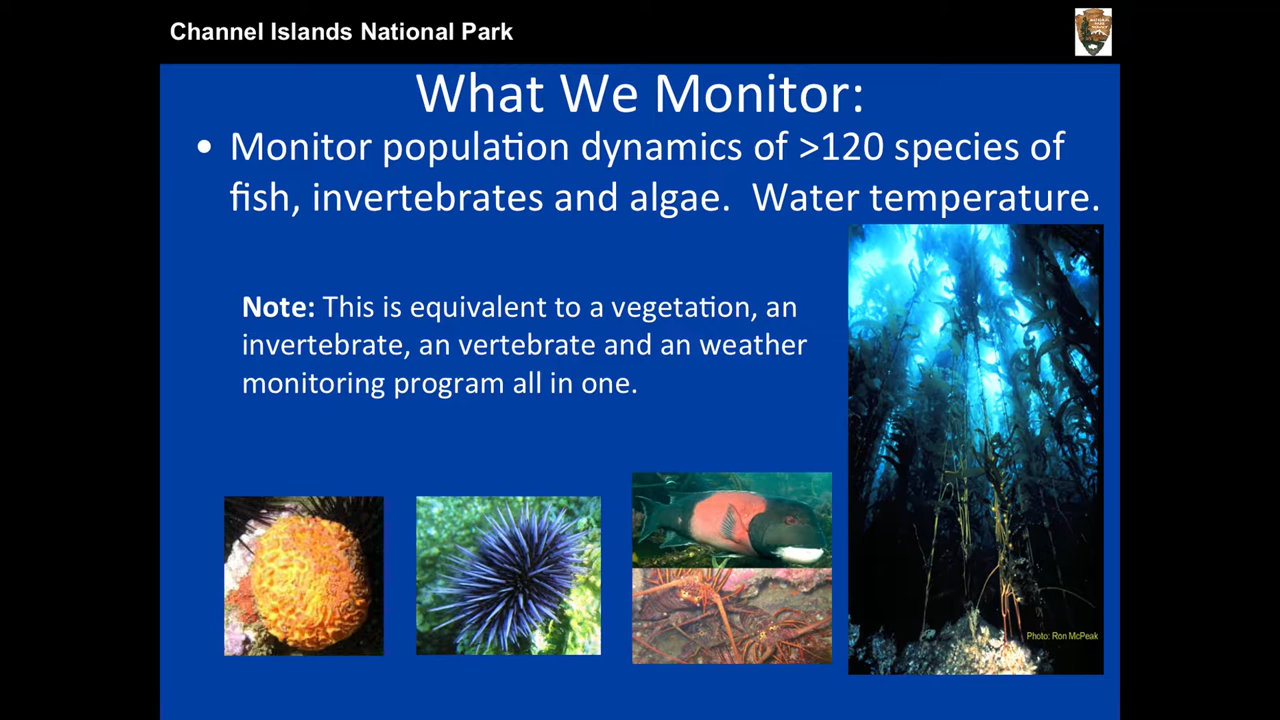 Channel Islands National Park
What We Monitor:
• Monitor population dynamics of >120 species of
fish, invertebrates and algae.  Water temperature.
Note: This is equivalent to a vegetation, an
invertebrate, an vertebrate and an weather
monitoring program all in one.
Photo: Ron McPeak